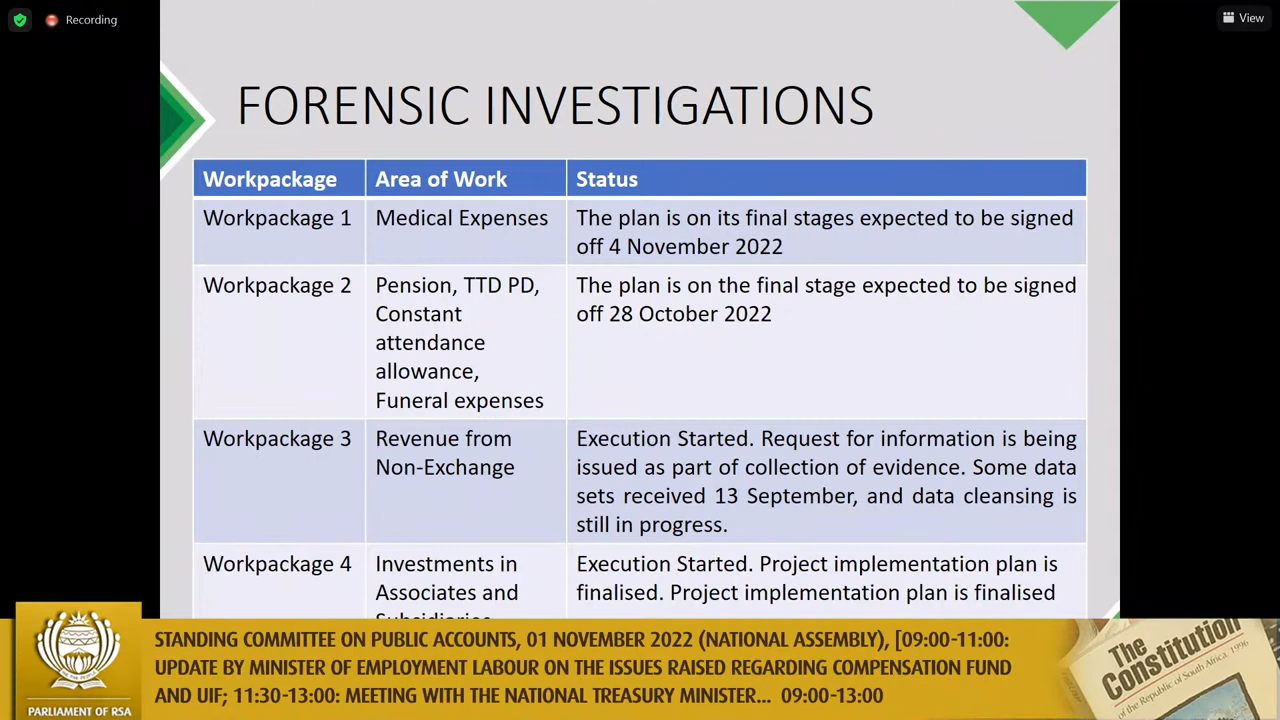 Recording
View
FORENSIC INVESTIGATIONS
Workpackage
Area of Work
Status
Workpackage 1
Medical Expenses
The plan is on its final stages expected to be signed
off 4 November 2022
Workpackage 2
Pension, TTD PD,
Constant
attendance
allowance,
Funeral expenses
The plan is on the final stage expected to be signed
off 28 October 2022
Workpackage 3
Revenue from
Non-Exchange
Execution Started. Request for information is being
issued as part of collection of evidence. Some data
sets received 13 September, and data cleansing is
still in progress.
Workpackage 4
Investments in
Associates and
Subsidiaries
Execution Started. Project implementation plan is
finalised. Project implementation plan is finalised
STANDING COMMITTEE ON PUBLIC ACCOUNTS, 01 NOVEMBER 2022 (NATIONAL ASSEMBLY), [09:00-11:00:
UPDATE BY MINISTER OF EMPLOYMENT LABOUR ON THE ISSUES RAISED REGARDING COMPENSATION FUND
AND UIF; 11:30-13:00: MEETING WITH THE NATIONAL TREASURY MINISTER... 09:00-13:00
PARLIAMENT OF RSA
The
Constitution
of the Republic of South Africa, 1996